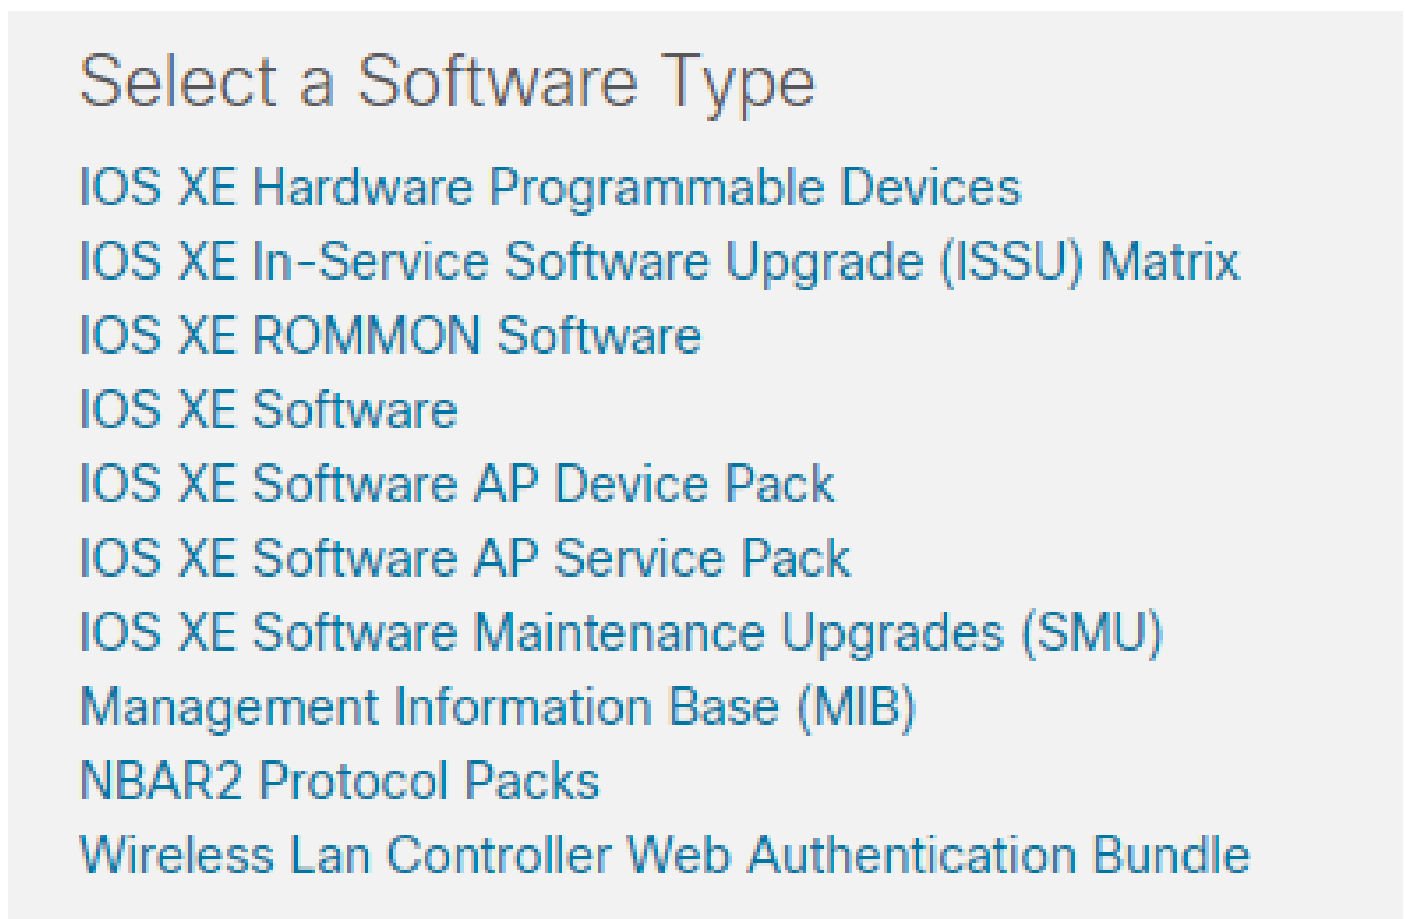 Select a Software Type
IOS XE Hardware Programmable Devices
IOS XE In-Service Software Upgrade (ISSU) Matrix
IOS XE ROMMON Software
IOS XE Software
IOS XE Software AP Device Pack
IOS XE Software AP Service Pack
IOS XE Software Maintenance Upgrades (SMU)
Management Information Base (MIB)
NBAR2 Protocol Packs
Wireless Lan Controller Web Authentication Bundle